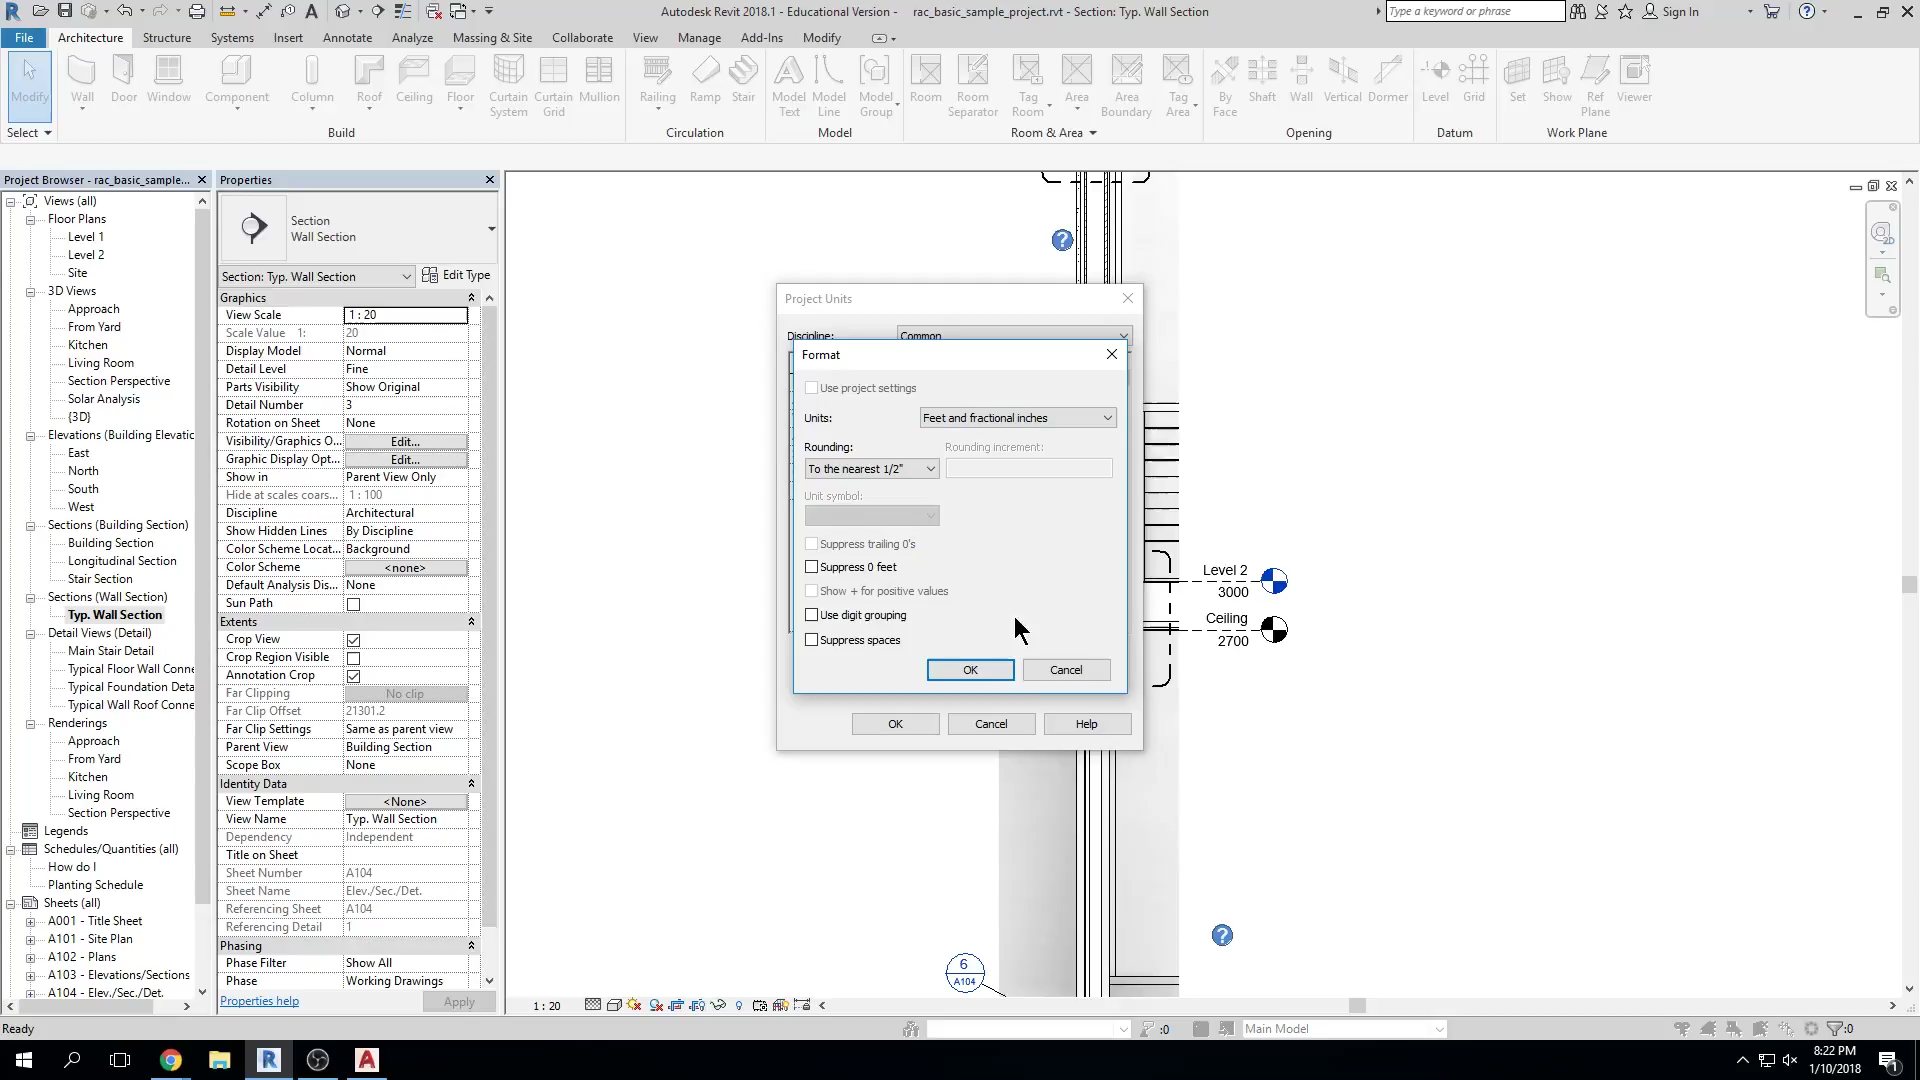 Autodesk Revit 2018.1 - Educational Version - rac_basic_sample_project.rvt - Section: Typ. Wall Section
Type a keyword or phrase
Sign In
File Architecture Structure Systems Insert Annotate Analyze Massing & Site Collaborate View Manage Add-Ins Modify
Modify
Wall
Door
Window
Component
Column
Roof
Ceiling
Floor
Curtain System
Curtain Grid
Mullion
Railing
Ramp
Stair
Model Text
Model Line
Model Group
Room
Room Separator
Tag Room
Area
Area Boundary
Tag Area
By Face
Shaft
Wall
Vertical
Dormer
Level
Grid
Set
Show
Ref Plane
Viewer
Select
Build
Circulation
Model
Room & Area
Opening
Datum
Work Plane
Project Browser - rac_basic_sample...
Views (all)
Floor Plans
Level 1
Level 2
Site
3D Views
Approach
From Yard
Kitchen
Living Room
Section Perspective
Solar Analysis
{3D}
Elevations (Building Elevatic
East
North
South
West
Sections (Building Section)
Building Section
Longitudinal Section
Stair Section
Sections (Wall Section)
Typ. Wall Section
Detail Views (Detail)
Main Stair Detail
Typical Floor Wall Conne
Typical Foundation Deta
Typical Wall Roof Conne
Renderings
Approach
From Yard
Kitchen
Living Room
Section Perspective
Legends
Schedules/Quantities (all)
How do I
Planting Schedule
Sheets (all)
A001 - Title Sheet
A101 - Site Plan
A102 - Plans
A103 - Elevations/Sections
A104 - Elev./Sec./Det.
Properties
Section
Wall Section
Section: Typ. Wall Section
Edit Type
Graphics
View Scale 1 : 20
Scale Value 1: 20
Display Model Normal
Detail Level Fine
Parts Visibility Show Original
Detail Number 3
Rotation on Sheet None
Visibility/Graphics O... Edit...
Graphic Display Opt... Edit...
Show in Parent View Only
Hide at scales coars... 1 : 100
Discipline Architectural
Show Hidden Lines By Discipline
Color Scheme Locat... Background
Color Scheme <none>
Default Analysis Dis... None
Sun Path
Extents
Crop View
Crop Region Visible
Annotation Crop
Far Clipping No clip
Far Clip Offset 21301.2
Far Clip Settings Same as parent view
Parent View Building Section
Scope Box None
Identity Data
View Template <None>
View Name Typ. Wall Section
Dependency Independent
Title on Sheet
Sheet Number A104
Sheet Name Elev./Sec./Det.
Referencing Sheet A104
Referencing Detail 1
Phasing
Phase Filter Show All
Phase Working Drawings
Properties help
Apply
Project Units
Discipline: Common
Format
Use project settings
Units: Feet and fractional inches
Rounding: Rounding increment:
To the nearest 1/2"
Unit symbol:
Suppress trailing 0's
Suppress 0 feet
Show + for positive values
Use digit grouping
Suppress spaces
OK Cancel
OK Cancel Help
Level 2
3000
Ceiling
2700
6
A104
2D
1 : 20
Ready
:0
Main Model
:0
8:22 PM
1/10/2018
1